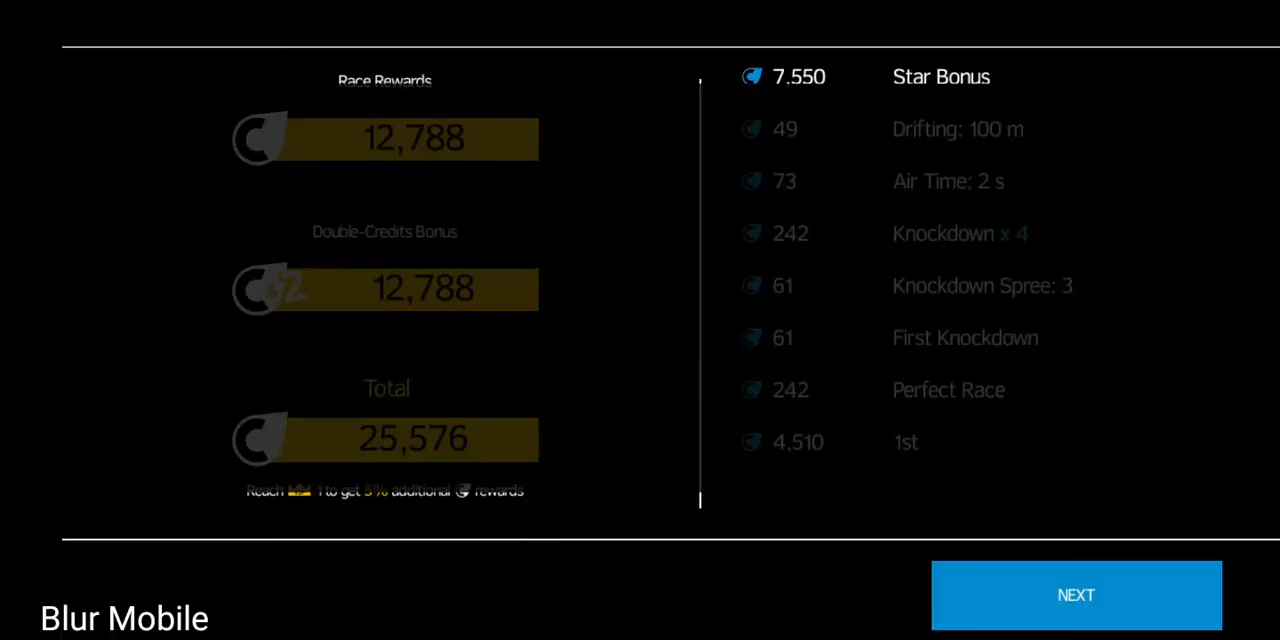 Race Rewards
12,788
Double-Credits Bonus
x2
12,788
Total
25,576
Reach 1 to get 5% additional rewards
7,550 Star Bonus
49 Drifting: 100 m
73 Air Time: 2 s
242 Knockdown x 4
61 Knockdown Spree: 3
61 First Knockdown
242 Perfect Race
4,510 1st
NEXT
Blur Mobile